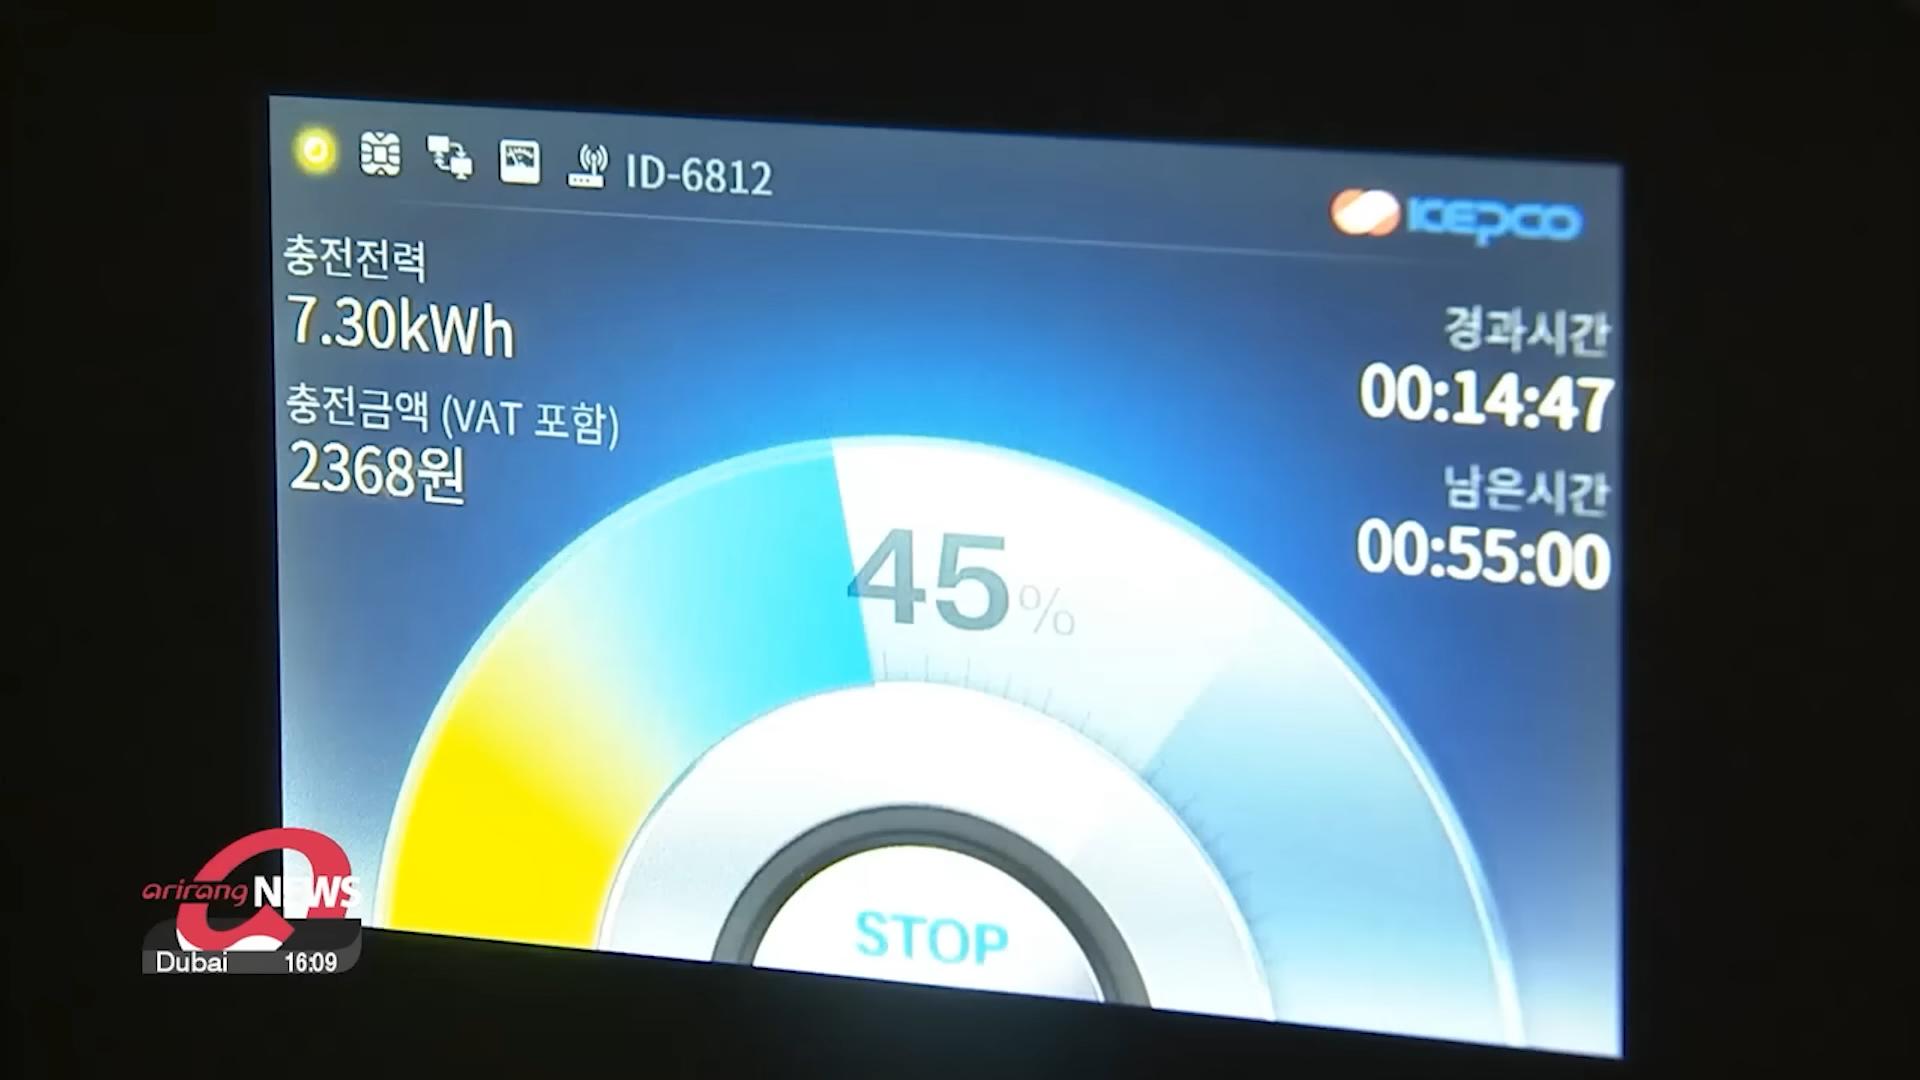 ID-6812
KEPCO
충전전력
7.30kWh
충전금액 (VAT 포함)
2368원
경과시간
00:14:47
남은시간
00:55:00
45%
STOP
arirang NEWS
Dubai 16:09